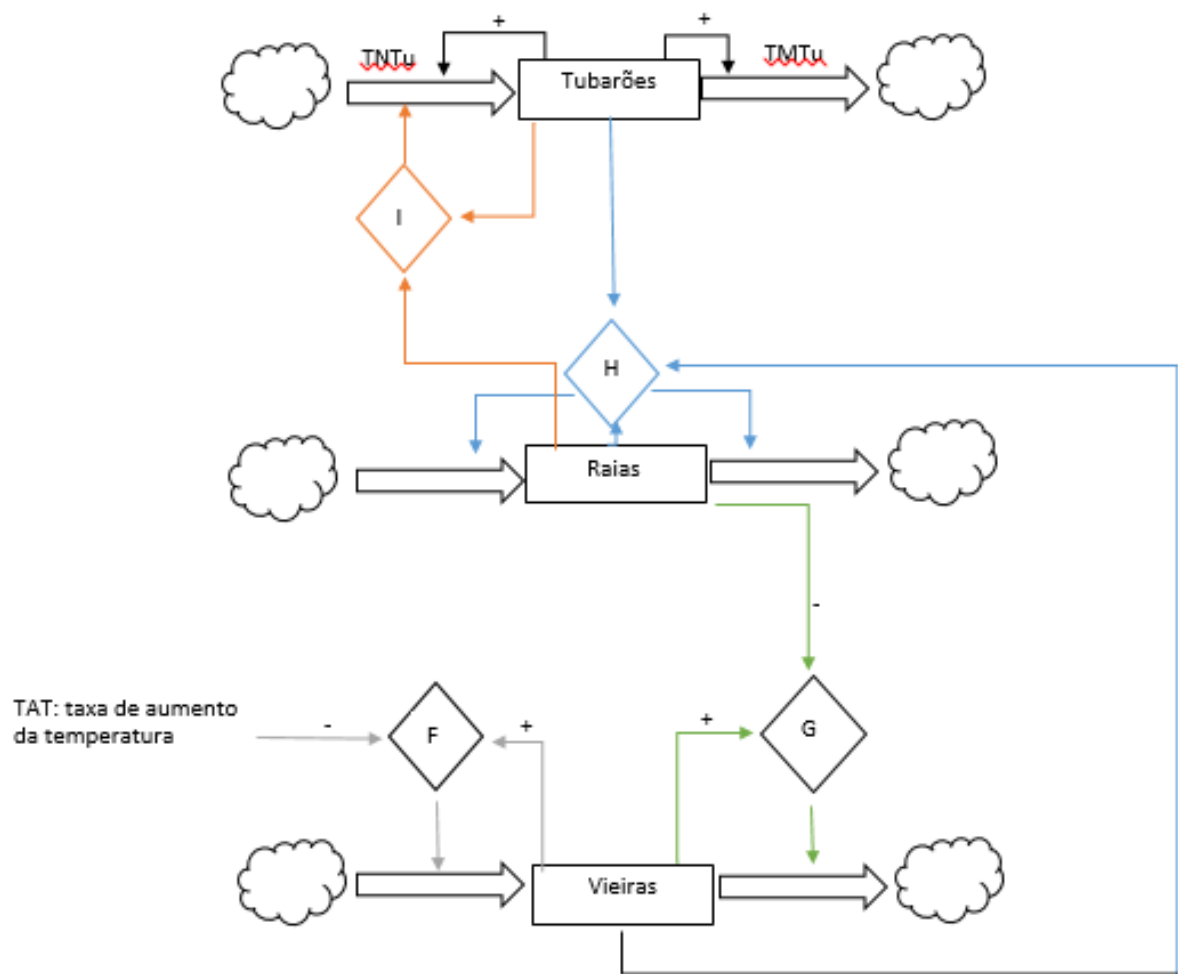 +
+
TNTu
TMTu
Tubarões
I
H
Raias
-
TAT: taxa de aumento
da temperatura
-
F
+
+
G
Vieiras